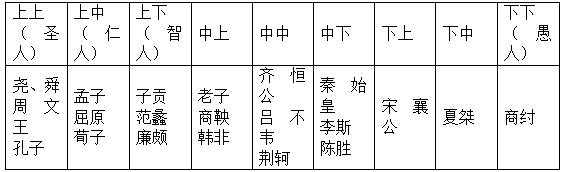 上上（圣人） 上中（仁人） 上下（智人） 中上 中中 中下 下上 下中 下下（愚人）
尧、舜 周文王 孔子 孟子 屈原 荀子 子贡 范蠡 廉颇 老子 商鞅 韩非 齐恒公 吕不韦 荆轲 秦始皇 李斯 陈胜 宋襄公 夏桀 商纣